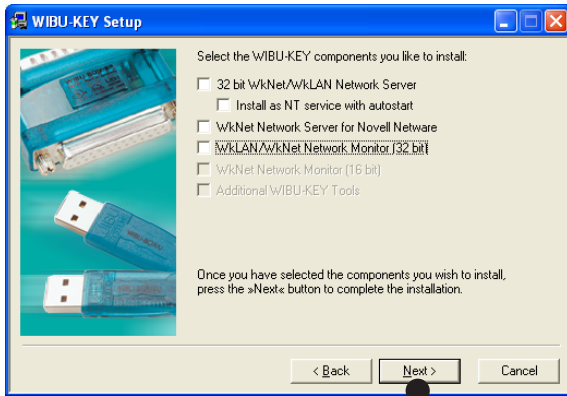 WIBU-KEY Setup
Select the WIBU-KEY components you like to install:
32 bit WkNet/WkLAN Network Server
Install as NT service with autostart
WkNet Network Server for Novell Netware
WkLAN/WkNet Network Monitor (32 bit)
WkNet Network Monitor (16 bit)
Additional WIBU-KEY Tools
Once you have selected the components you wish to install,
press the »Next« button to complete the installation.
< Back Next > Cancel